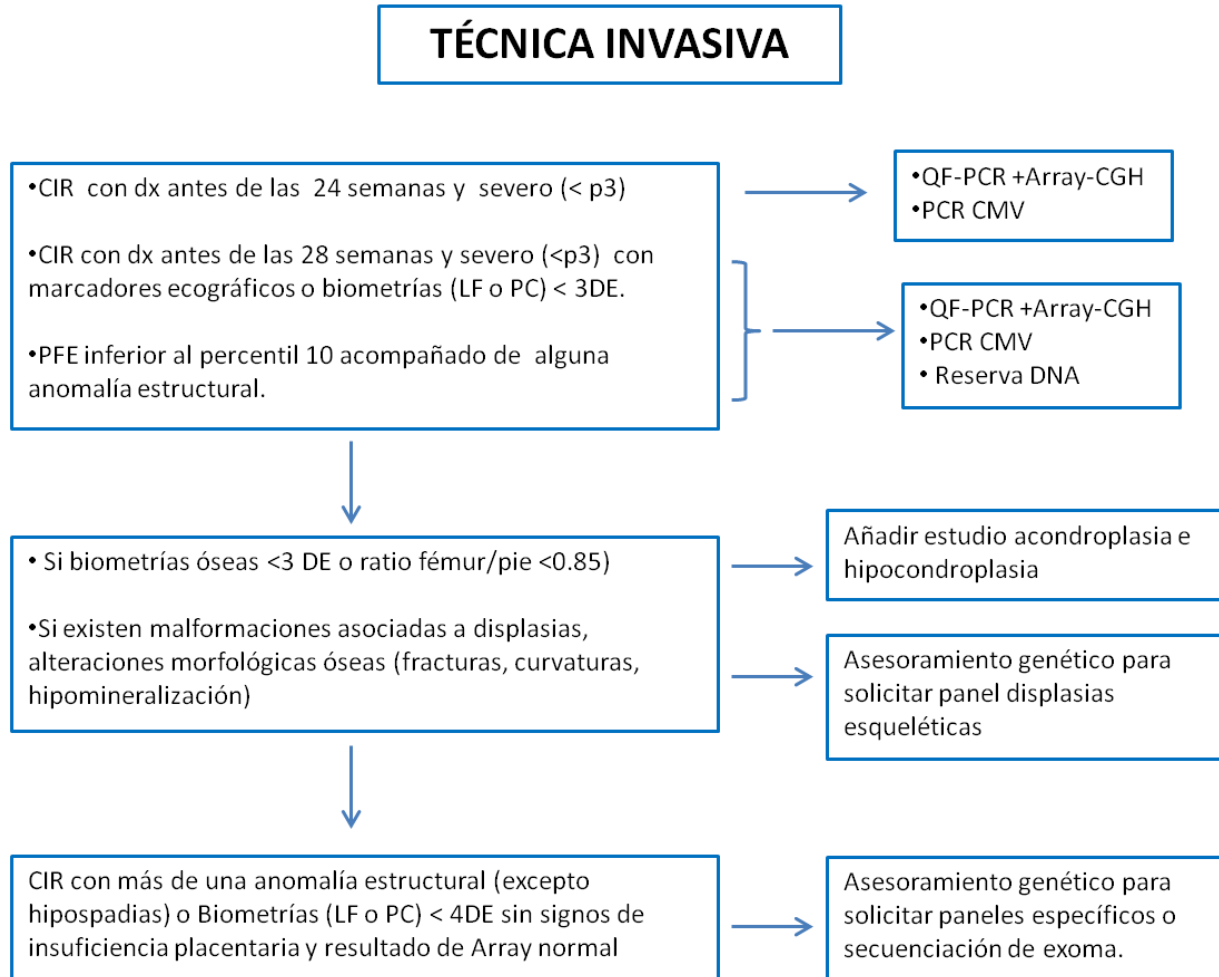 TÉCNICA INVASIVA
•CIR con dx antes de las 24 semanas y severo (< p3)
•CIR con dx antes de las 28 semanas y severo (<p3) con
marcadores ecográficos o biometrías (LF o PC) < 3DE.
•PFE inferior al percentil 10 acompañado de alguna
anomalía estructural.
•QF-PCR +Array-CGH
•PCR CMV
•QF-PCR +Array-CGH
•PCR CMV
• Reserva DNA
• Si biometrías óseas <3 DE o ratio fémur/pie <0.85)
•Si existen malformaciones asociadas a displasias,
alteraciones morfológicas óseas (fracturas, curvaturas,
hipomineralización)
Añadir estudio acondroplasia e
hipocondroplasia
Asesoramiento genético para
solicitar panel displasias
esqueléticas
CIR con más de una anomalía estructural (excepto
hipospadias) o Biometrías (LF o PC) < 4DE sin signos de
insuficiencia placentaria y resultado de Array normal
Asesoramiento genético para
solicitar paneles específicos o
secuenciación de exoma.